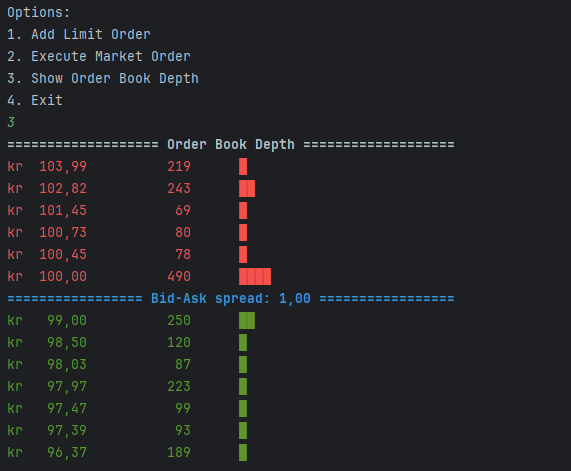 Options:
1. Add Limit Order
2. Execute Market Order
3. Show Order Book Depth
4. Exit
3
=================== Order Book Depth ===================
kr  103,99          219      █
kr  102,82          243      ██
kr  101,45           69      █
kr  100,73           80      █
kr  100,45           78      █
kr  100,00          490      ████
================= Bid-Ask spread: 1,00 =================
kr   99,00          250      ██
kr   98,50          120      █
kr   98,03           87      █
kr   97,97          223      █
kr   97,47           99      █
kr   97,39           93      █
kr   96,37          189      █